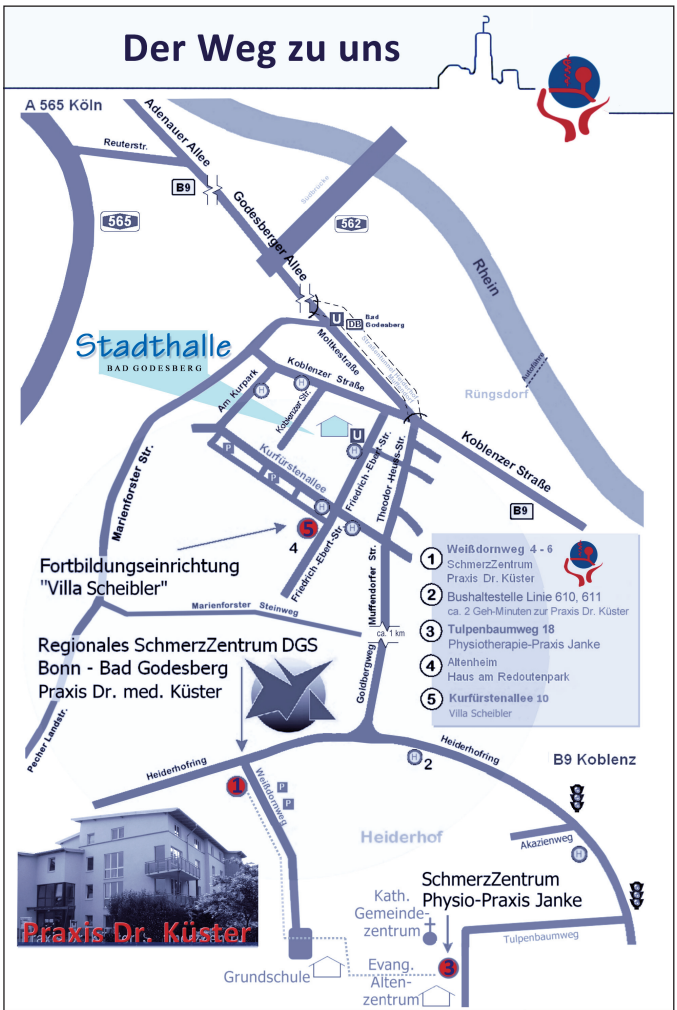 Der Weg zu uns
A 565 Köln
Adenauer Allee
Reuterstr.
B9
565
Südbrücke
562
Godesberger Allee
Rhein
U
DB
Bad
Godesberg
Moltkestraße
Stadthalle
BAD GODESBERG
Koblenzer Straße
Autofähre
Rüngsdorf
Am Kurpark
H
H
Koblenzer Str.
U
H
Koblenzer Straße
B9
Friedrich-Ebert-Str.
Theodor-Heuss-Str.
P
P
Kurfürstenallee
H
H
5
4
Friedrich-Ebert-Str.
Marienforster Str.
Fortbildungseinrichtung
"Villa Scheibler"
Marienforster Steinweg
Muffendorfer Str.
ca. 1 km
Goldbergweg
1 Weißdornweg 4 - 6
SchmerzZentrum
Praxis Dr. Küster
2 Bushaltestelle Linie 610, 611
ca. 2 Geh-Minuten zur Praxis Dr. Küster
3 Tulpenbaumweg 18
Physiotherapie-Praxis Janke
4 Altenheim
Haus am Redoutenpark
5 Kurfürstenallee 10
Villa Scheibler
Regionales SchmerzZentrum DGS
Bonn - Bad Godesberg
Praxis Dr. med. Küster
Pecher Landstr.
Heiderhofring
Heiderhofring
H
2
B9 Koblenz
1
Weißdornweg
P
P
Heiderhof
Akazienweg
H
Praxis Dr. Küster
SchmerzZentrum
Physio-Praxis Janke
Kath.
Gemeinde-
zentrum
Tulpenbaumweg
3
Grundschule
Evang.
Alten-
zentrum